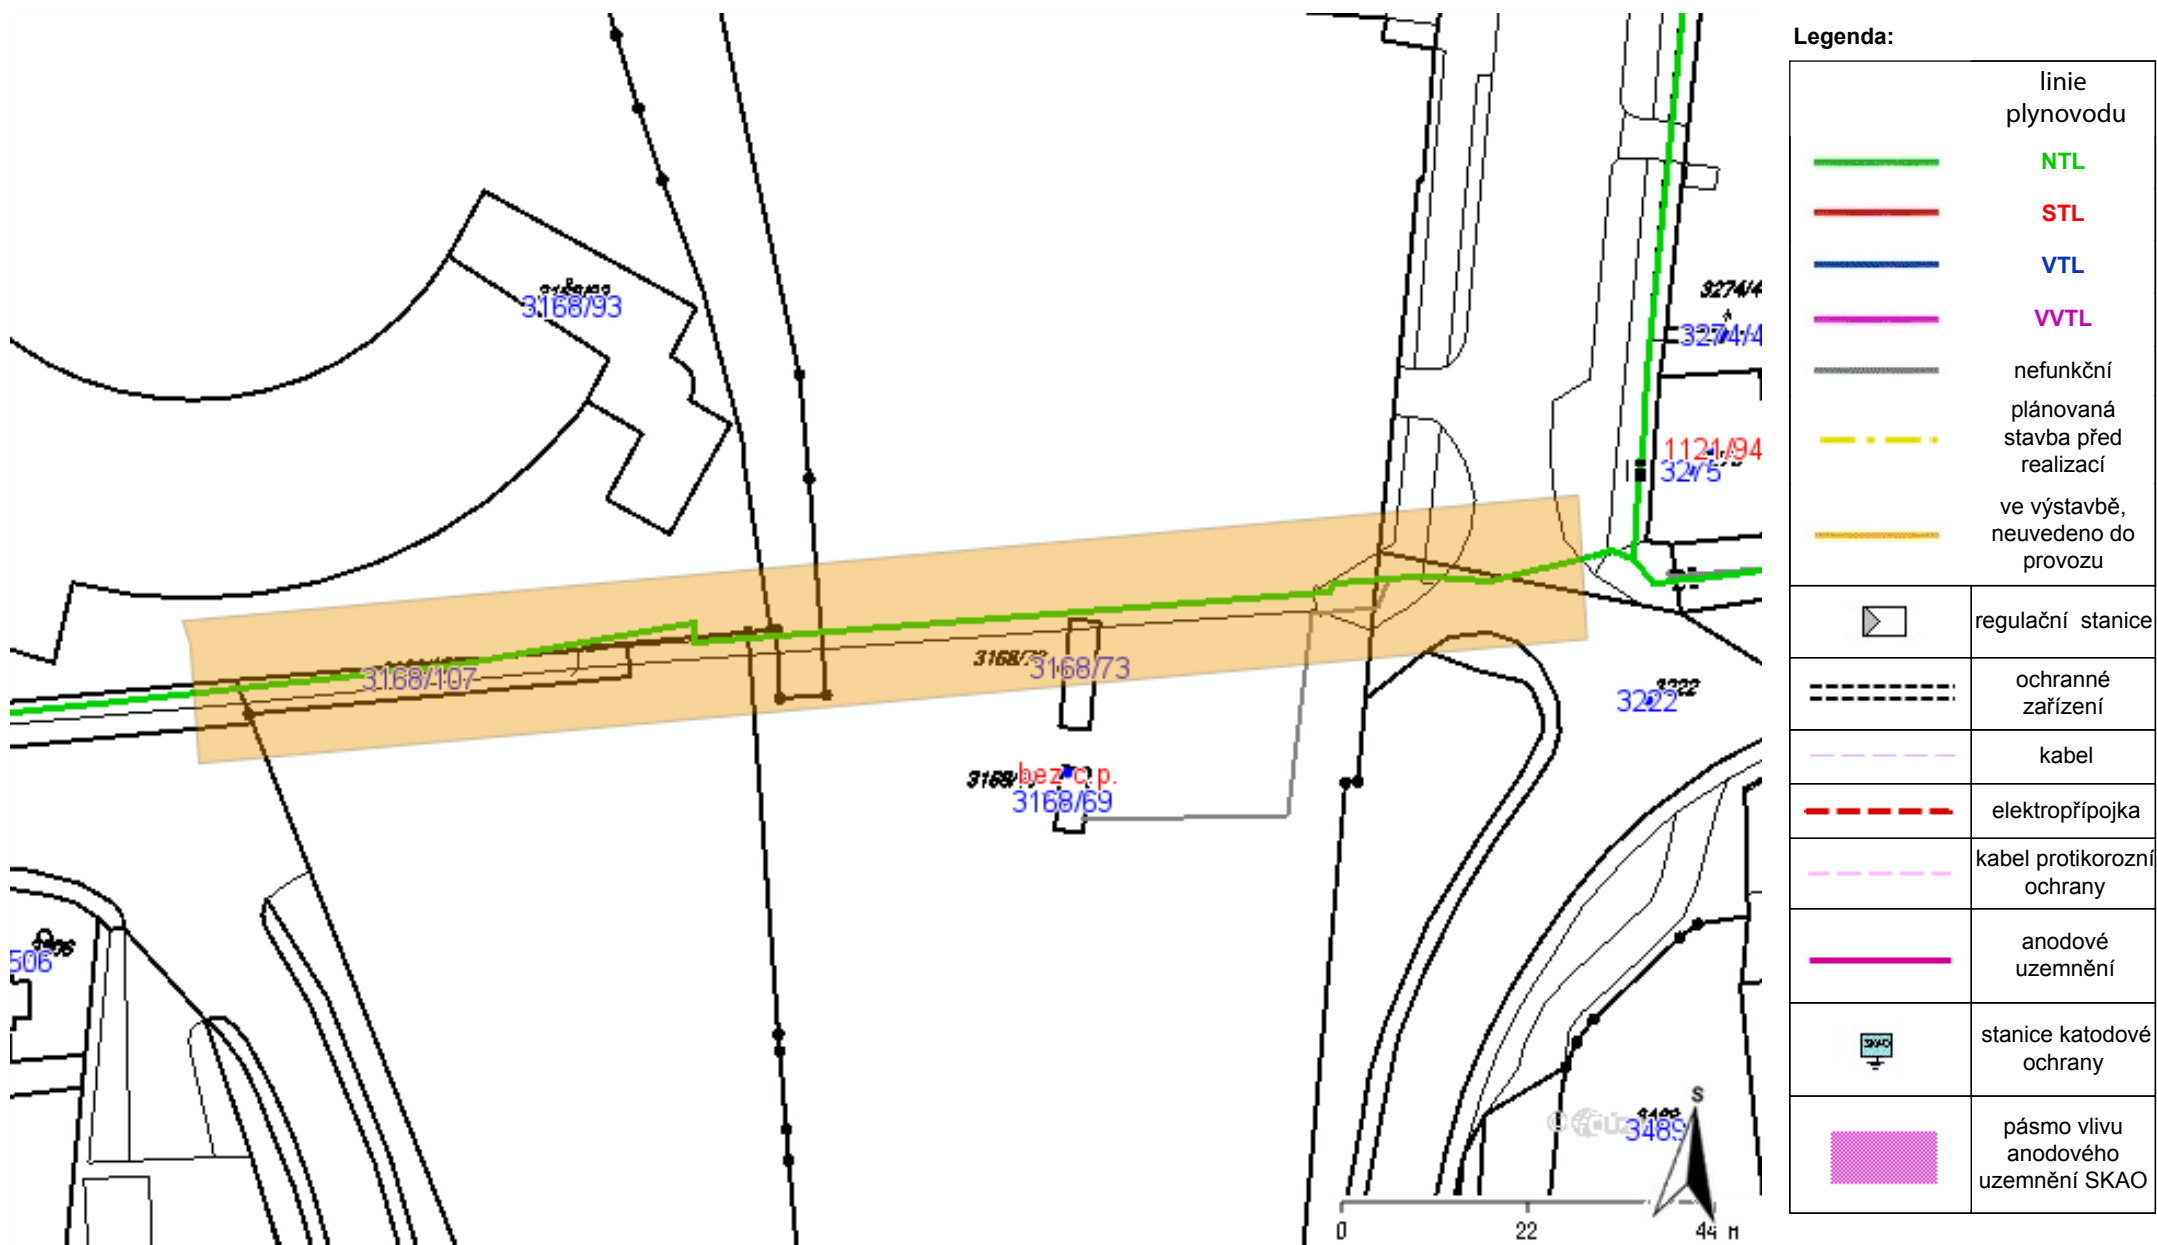 3168/93
3274/4
3274/4
1121/94
3275
3168/107
3168/73
3222
3222
bez č.p.
3168/69
506
3489
S
0 22 44 M
Legenda:
linie
plynovodu
NTL
STL
VTL
VVTL
nefunkční
plánovaná
stavba před
realizací
ve výstavbě,
neuvedeno do
provozu
regulační stanice
ochranné
zařízení
kabel
elektropřípojka
kabel protikorozní
ochrany
anodové
uzemnění
SKAO
stanice katodové
ochrany
pásmo vlivu
anodového
uzemnění SKAO